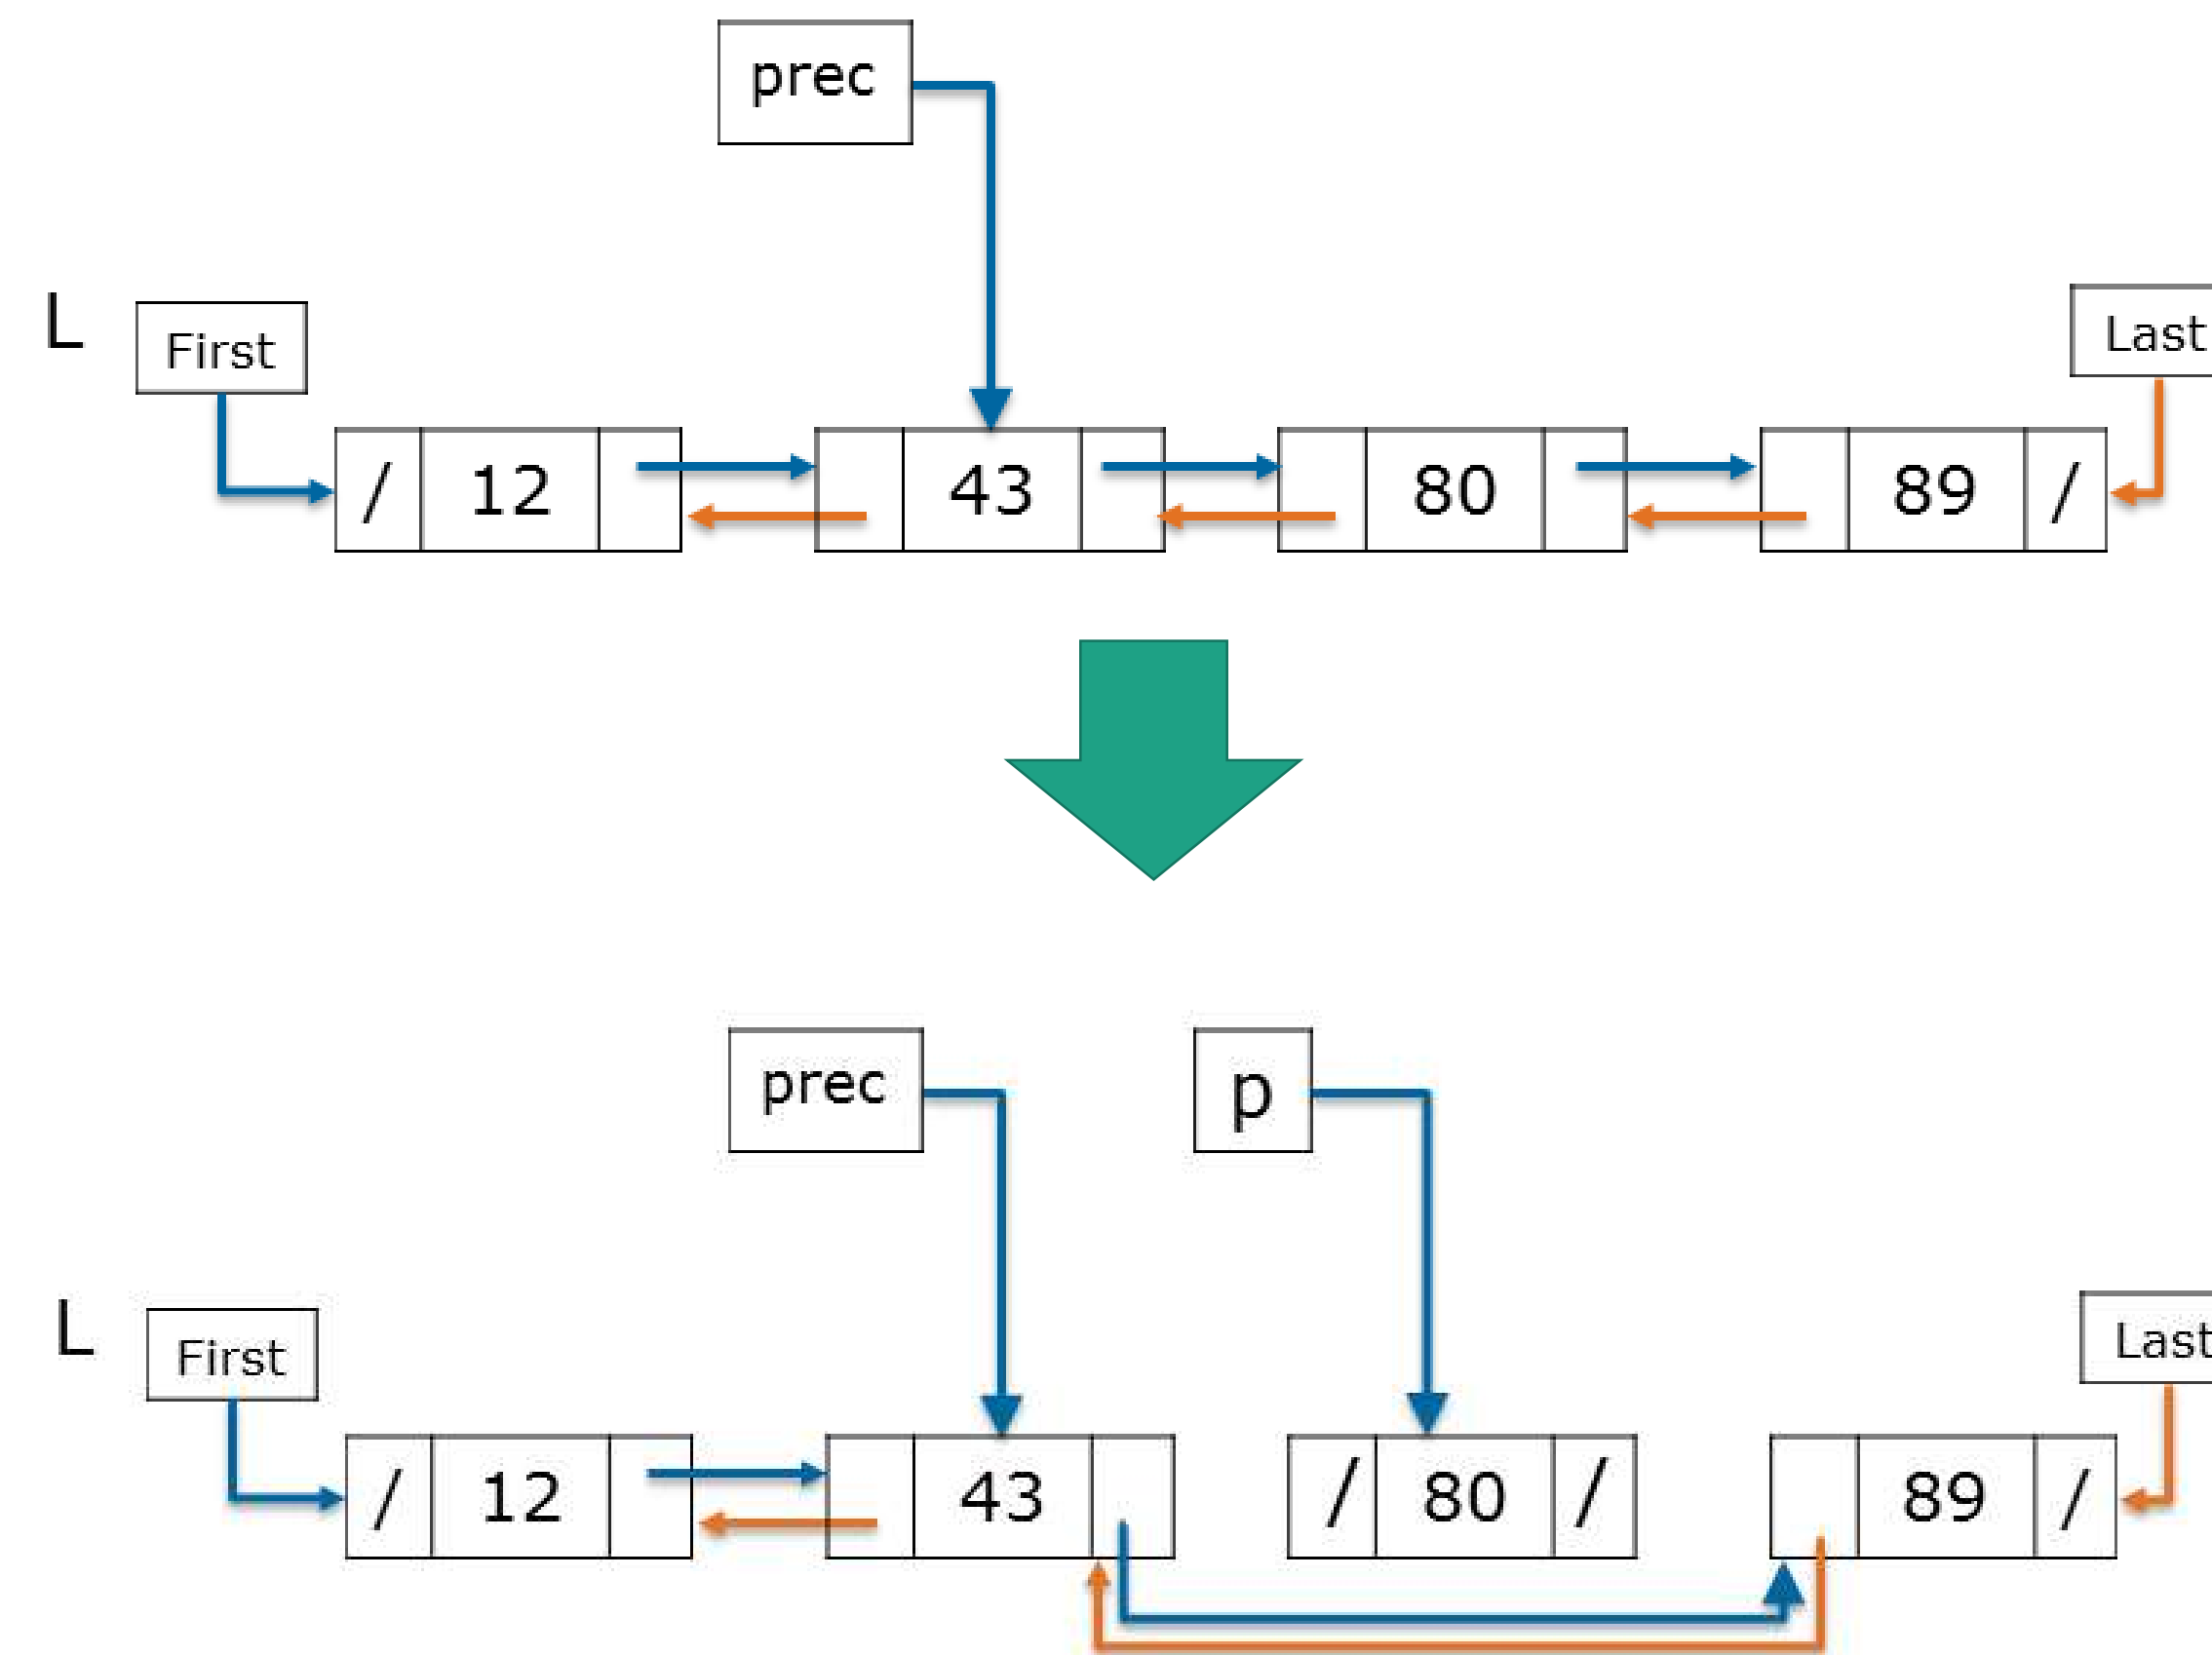 prec
L First Last
/ 12 43 80 89 /
prec p
L First Last
/ 12 43 / 80 / 89 /